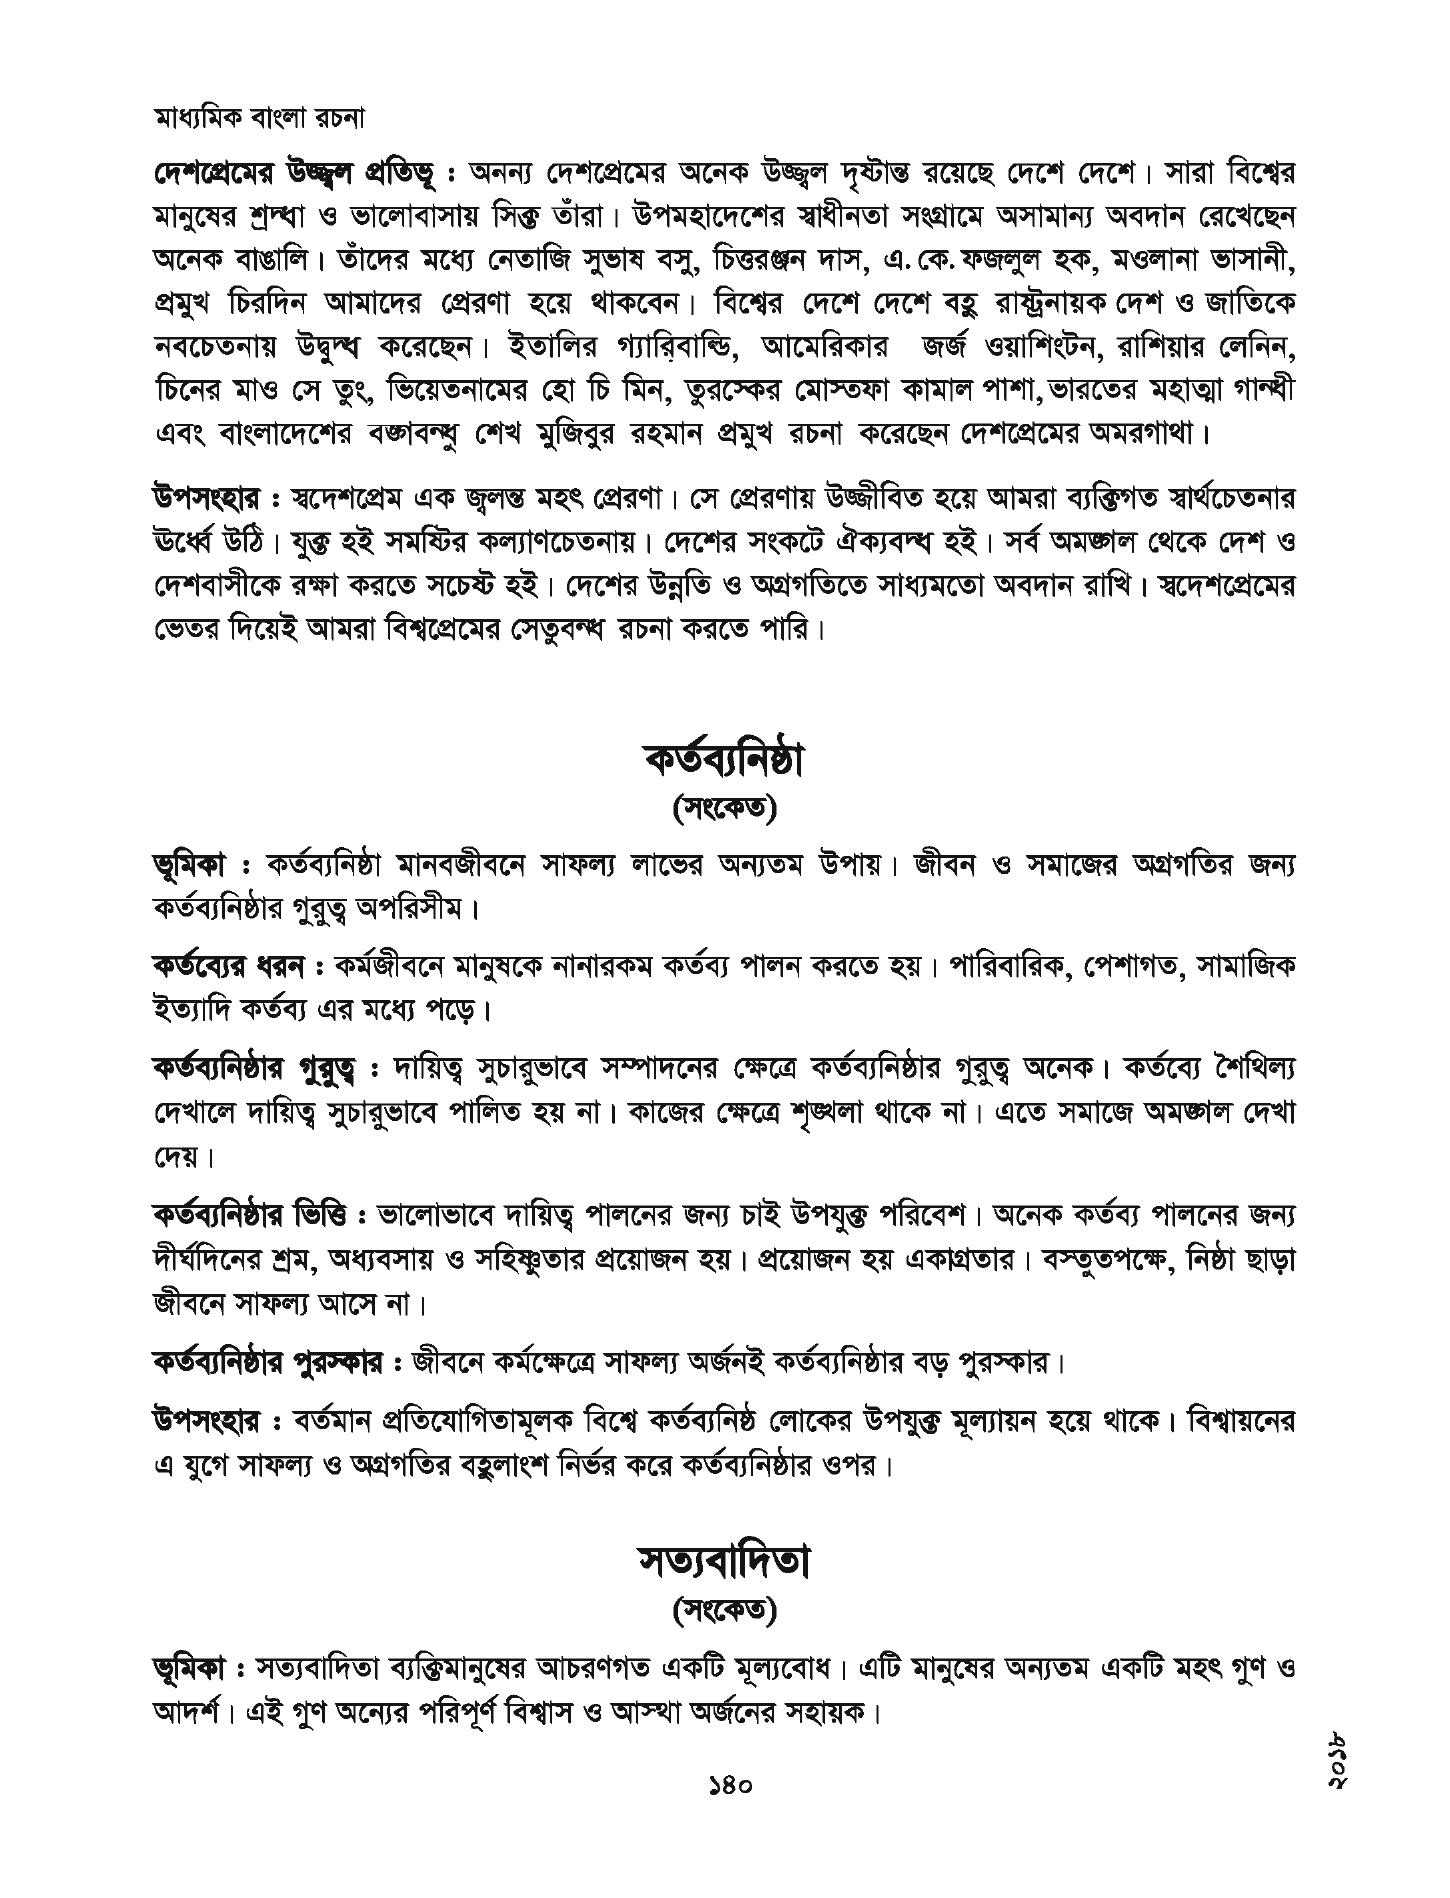 মাধ্যমিক বাংলা রচনা
দেশপ্রেমের উজ্জ্বল প্রতিভূ : অনন্য দেশপ্রেমের অনেক উজ্জ্বল দৃষ্টান্ত রয়েছে দেশে দেশে। সারা বিশ্বের
মানুষের শ্রদ্ধা ও ভালোবাসায় সিক্ত তাঁরা। উপমহাদেশের স্বাধীনতা সংগ্রামে অসামান্য অবদান রেখেছেন
অনেক বাঙালি। তাঁদের মধ্যে নেতাজি সুভাষ বসু, চিত্তরঞ্জন দাস, এ. কে. ফজলুল হক, মওলানা ভাসানী,
প্রমুখ চিরদিন আমাদের প্রেরণা হয়ে থাকবেন। বিশ্বের দেশে দেশে বহু রাষ্ট্রনায়ক দেশ ও জাতিকে
নবচেতনায় উদ্বুদ্ধ করেছেন। ইতালির গ্যারিবাল্ডি, আমেরিকার জর্জ ওয়াশিংটন, রাশিয়ার লেনিন,
চিনের মাও সে তুং, ভিয়েতনামের হো চি মিন, তুরস্কের মোস্তফা কামাল পাশা, ভারতের মহাত্মা গান্ধী
এবং বাংলাদেশের বঙ্গবন্ধু শেখ মুজিবুর রহমান প্রমুখ রচনা করেছেন দেশপ্রেমের অমরগাথা।
উপসংহার : স্বদেশপ্রেম এক জ্বলন্ত মহৎ প্রেরণা। সে প্রেরণায় উজ্জীবিত হয়ে আমরা ব্যক্তিগত স্বার্থচেতনার
ঊর্ধ্বে উঠি। যুক্ত হই সমষ্টির কল্যাণচেতনায়। দেশের সংকটে ঐক্যবদ্ধ হই। সর্ব অমঙ্গল থেকে দেশ ও
দেশবাসীকে রক্ষা করতে সচেষ্ট হই। দেশের উন্নতি ও অগ্রগতিতে সাধ্যমতো অবদান রাখি। স্বদেশপ্রেমের
ভেতর দিয়েই আমরা বিশ্বপ্রেমের সেতুবন্ধ রচনা করতে পারি।
কর্তব্যনিষ্ঠা
(সংকেত)
ভূমিকা : কর্তব্যনিষ্ঠা মানবজীবনে সাফল্য লাভের অন্যতম উপায়। জীবন ও সমাজের অগ্রগতির জন্য
কর্তব্যনিষ্ঠার গুরুত্ব অপরিসীম।
কর্তব্যের ধরন : কর্মজীবনে মানুষকে নানারকম কর্তব্য পালন করতে হয়। পারিবারিক, পেশাগত, সামাজিক
ইত্যাদি কর্তব্য এর মধ্যে পড়ে।
কর্তব্যনিষ্ঠার গুরুত্ব : দায়িত্ব সুচারুভাবে সম্পাদনের ক্ষেত্রে কর্তব্যনিষ্ঠার গুরুত্ব অনেক। কর্তব্যে শৈথিল্য
দেখালে দায়িত্ব সুচারুভাবে পালিত হয় না। কাজের ক্ষেত্রে শৃঙ্খলা থাকে না। এতে সমাজে অমঙ্গল দেখা
দেয়।
কর্তব্যনিষ্ঠার ভিত্তি : ভালোভাবে দায়িত্ব পালনের জন্য চাই উপযুক্ত পরিবেশ। অনেক কর্তব্য পালনের জন্য
দীর্ঘদিনের শ্রম, অধ্যবসায় ও সহিষ্ণুতার প্রয়োজন হয়। প্রয়োজন হয় একাগ্রতার। বস্তুতপক্ষে, নিষ্ঠা ছাড়া
জীবনে সাফল্য আসে না।
কর্তব্যনিষ্ঠার পুরস্কার : জীবনে কর্মক্ষেত্রে সাফল্য অর্জনই কর্তব্যনিষ্ঠার বড় পুরস্কার।
উপসংহার : বর্তমান প্রতিযোগিতামূলক বিশ্বে কর্তব্যনিষ্ঠ লোকের উপযুক্ত মূল্যায়ন হয়ে থাকে। বিশ্বায়নের
এ যুগে সাফল্য ও অগ্রগতির বহুলাংশ নির্ভর করে কর্তব্যনিষ্ঠার ওপর।
সত্যবাদিতা
(সংকেত)
ভূমিকা : সত্যবাদিতা ব্যক্তিমানুষের আচরণগত একটি মূল্যবোধ। এটি মানুষের অন্যতম একটি মহৎ গুণ ও
আদর্শ। এই গুণ অন্যের পরিপূর্ণ বিশ্বাস ও আস্থা অর্জনের সহায়ক।
১৪০
২০১৮